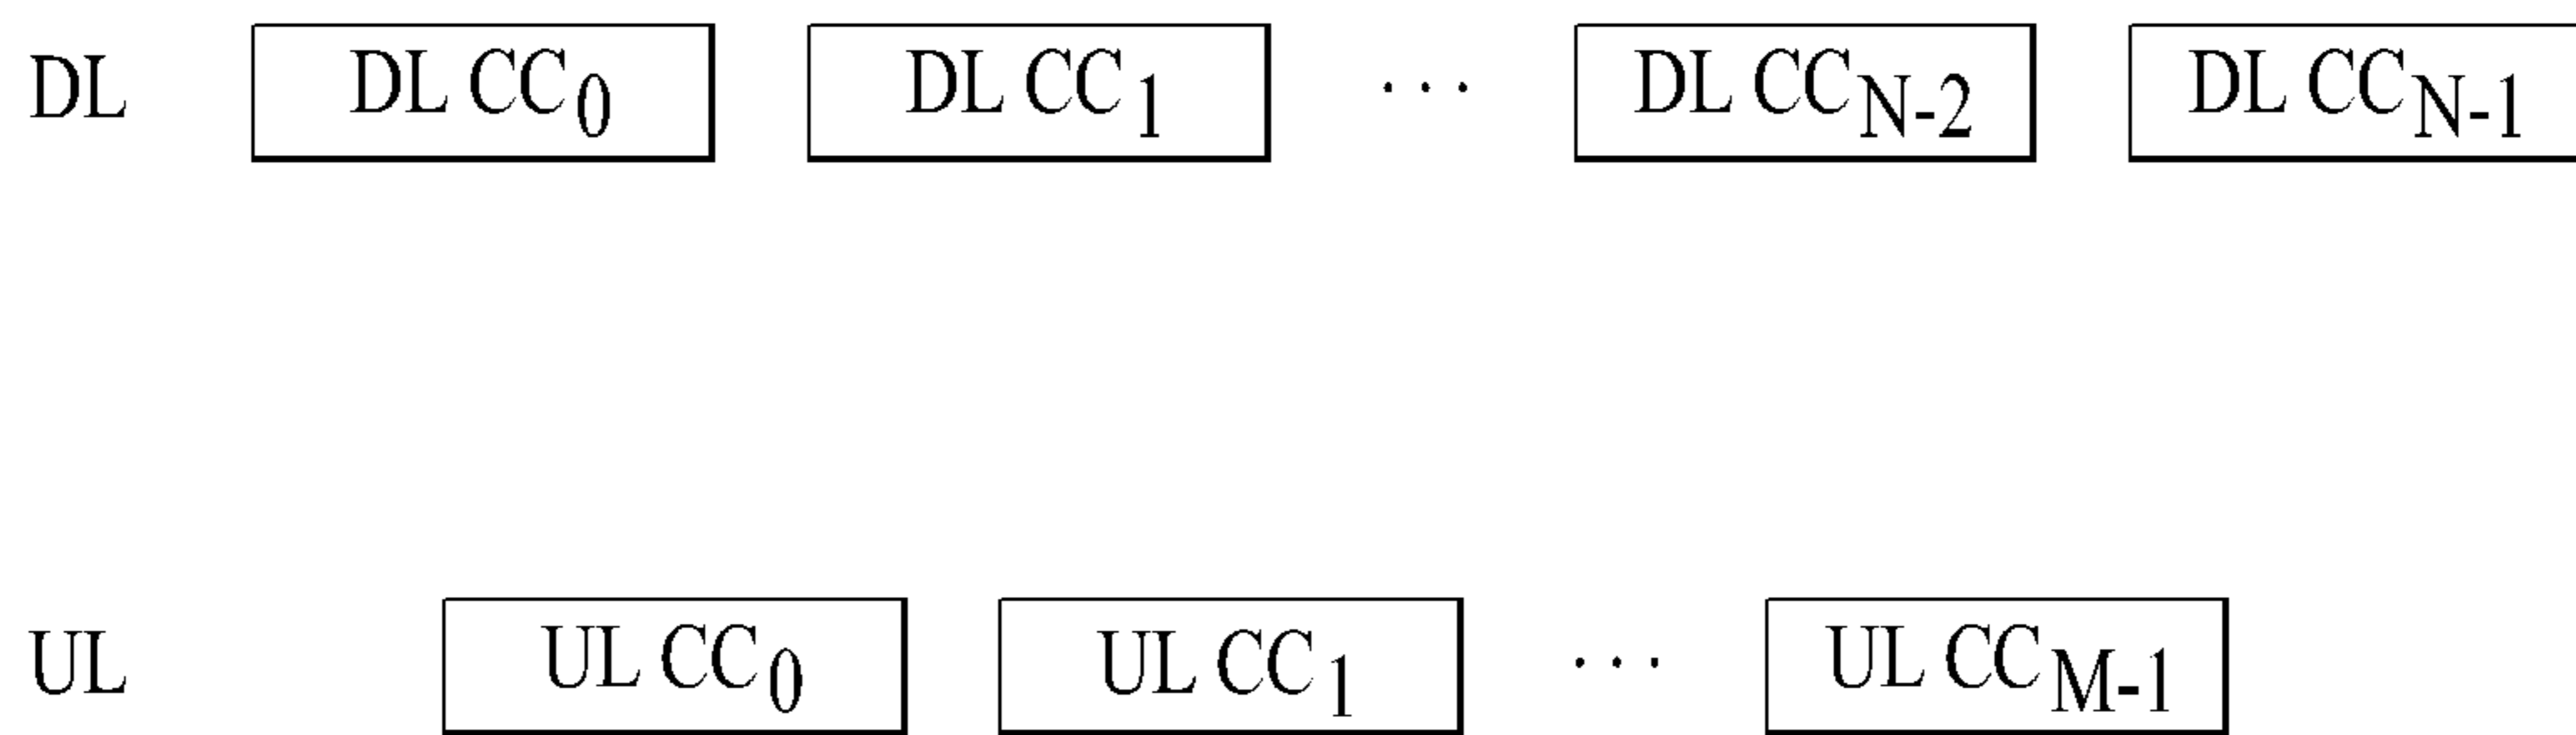 DL DL CC0 DL CC1 ... DL CCN-2 DL CCN-1
UL UL CC0 UL CC1 ... UL CCM-1